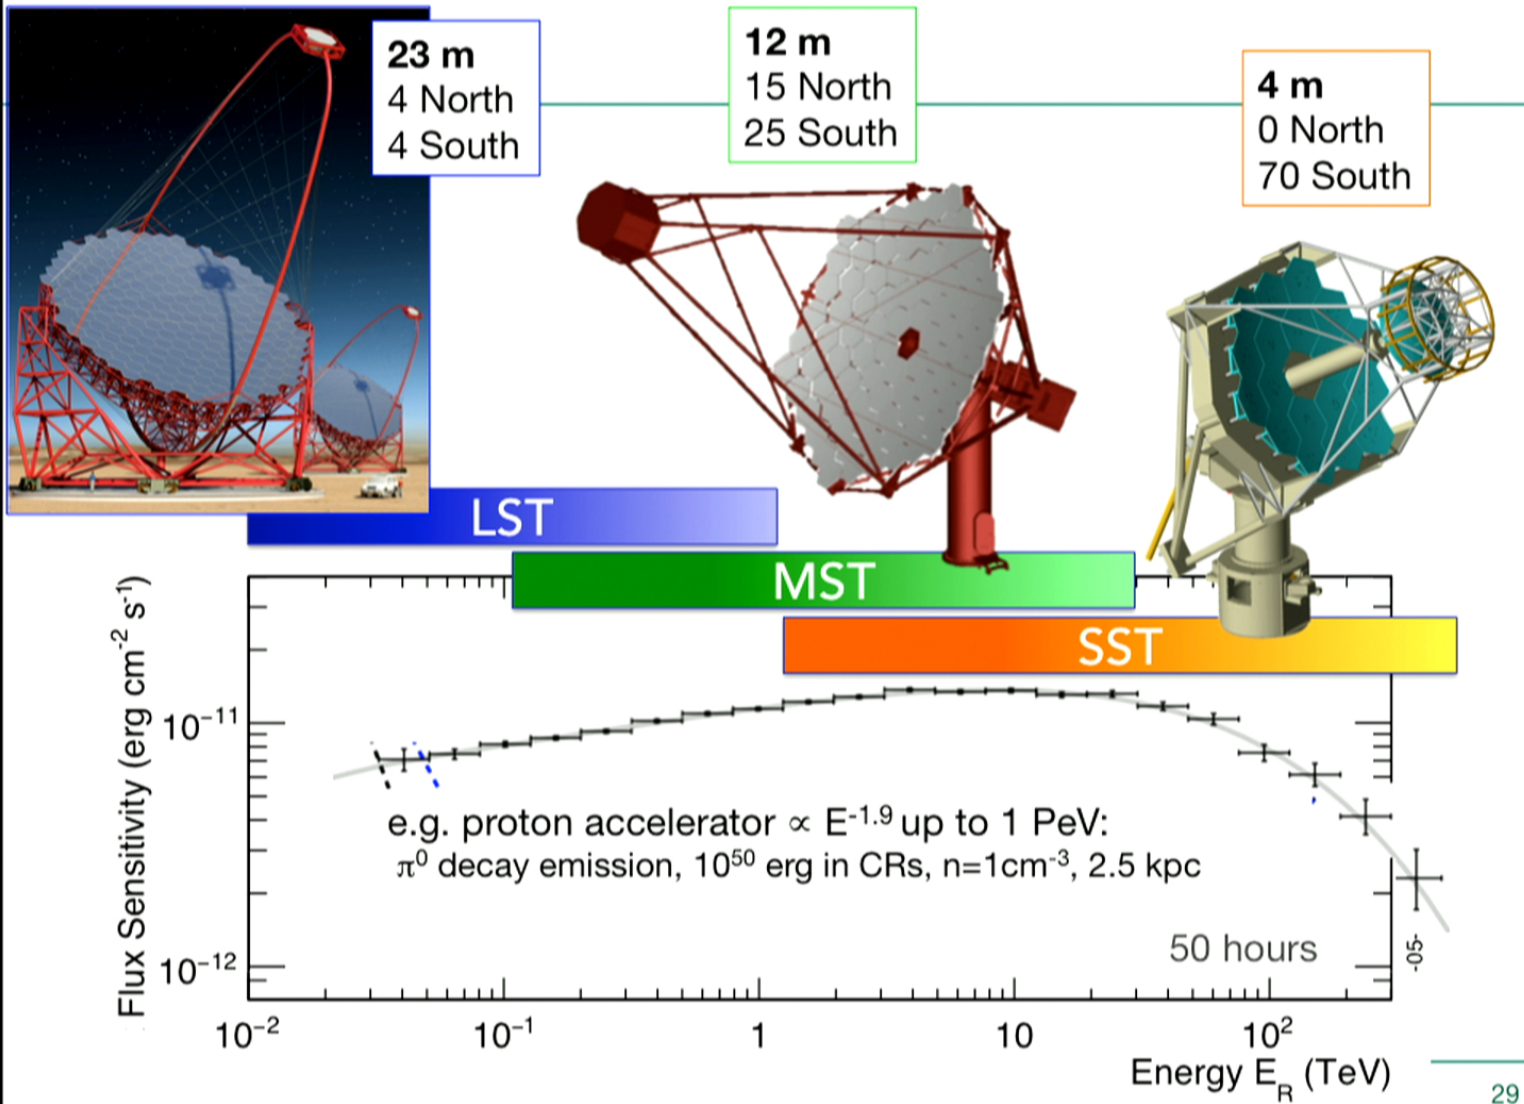 23 m
4 North
4 South
12 m
15 North
25 South
4 m
0 North
70 South
LST
MST
SST
Flux Sensitivity (erg cm⁻² s⁻¹)
10⁻¹¹
10⁻¹²
e.g. proton accelerator ∝ E⁻¹·⁹ up to 1 PeV:
π⁰ decay emission, 10⁵⁰ erg in CRs, n=1cm⁻³, 2.5 kpc
50 hours
-05-
10⁻² 10⁻¹ 1 10 10²
Energy E_R (TeV)
29